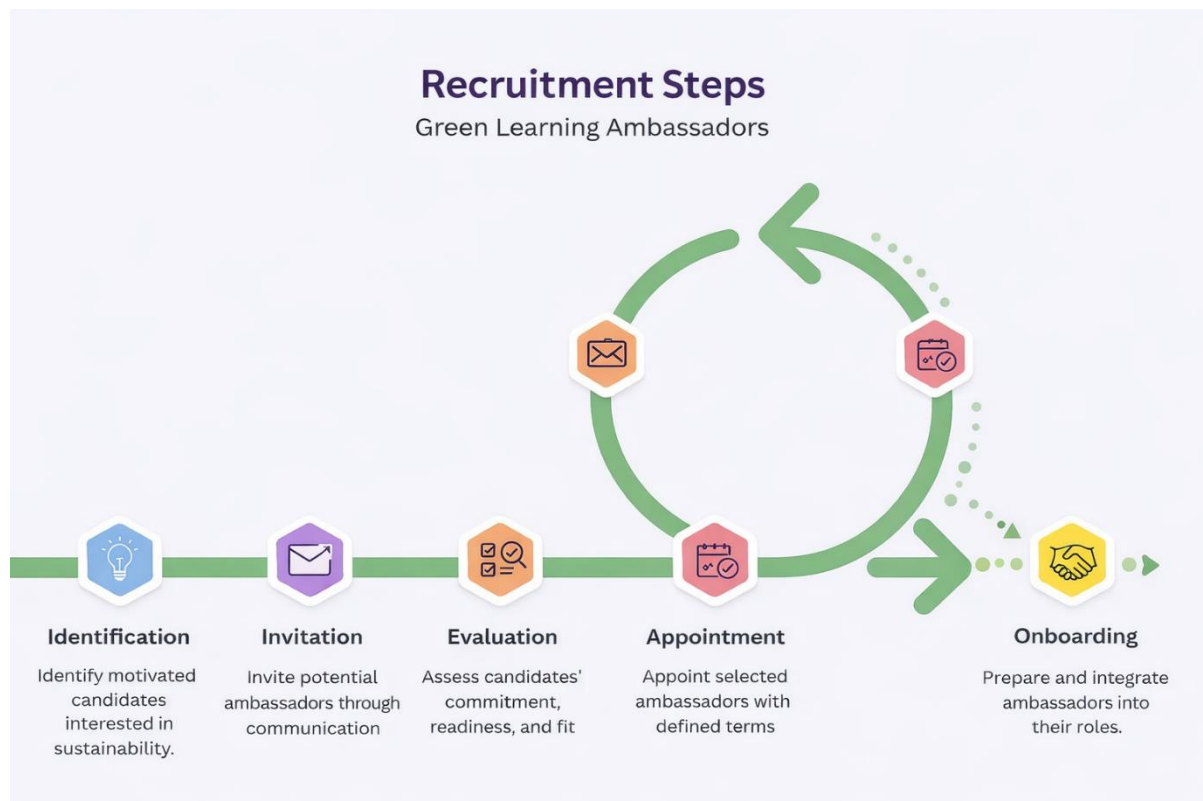 Recruitment Steps
Green Learning Ambassadors
Identification
Identify motivated
candidates
interested in
sustainability.
Invitation
Invite potential
ambassadors through
communication
Evaluation
Assess candidates'
commitment,
readiness, and fit
Appointment
Appoint selected
ambassadors with
defined terms
Onboarding
Prepare and integrate
ambassadors into
their roles.